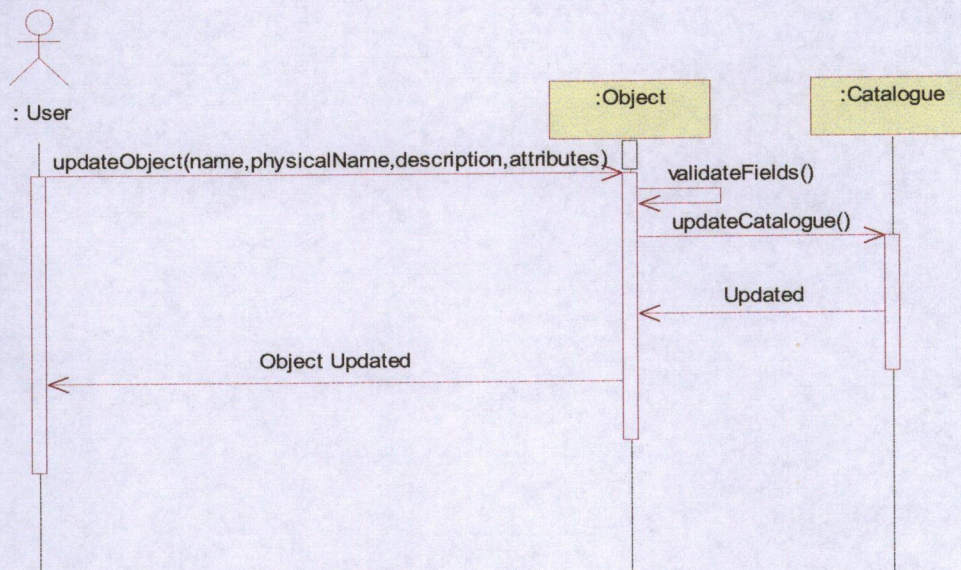 : User
:Object
:Catalogue
updateObject(name,physicalName,description,attributes)
validateFields()
updateCatalogue()
Updated
Object Updated